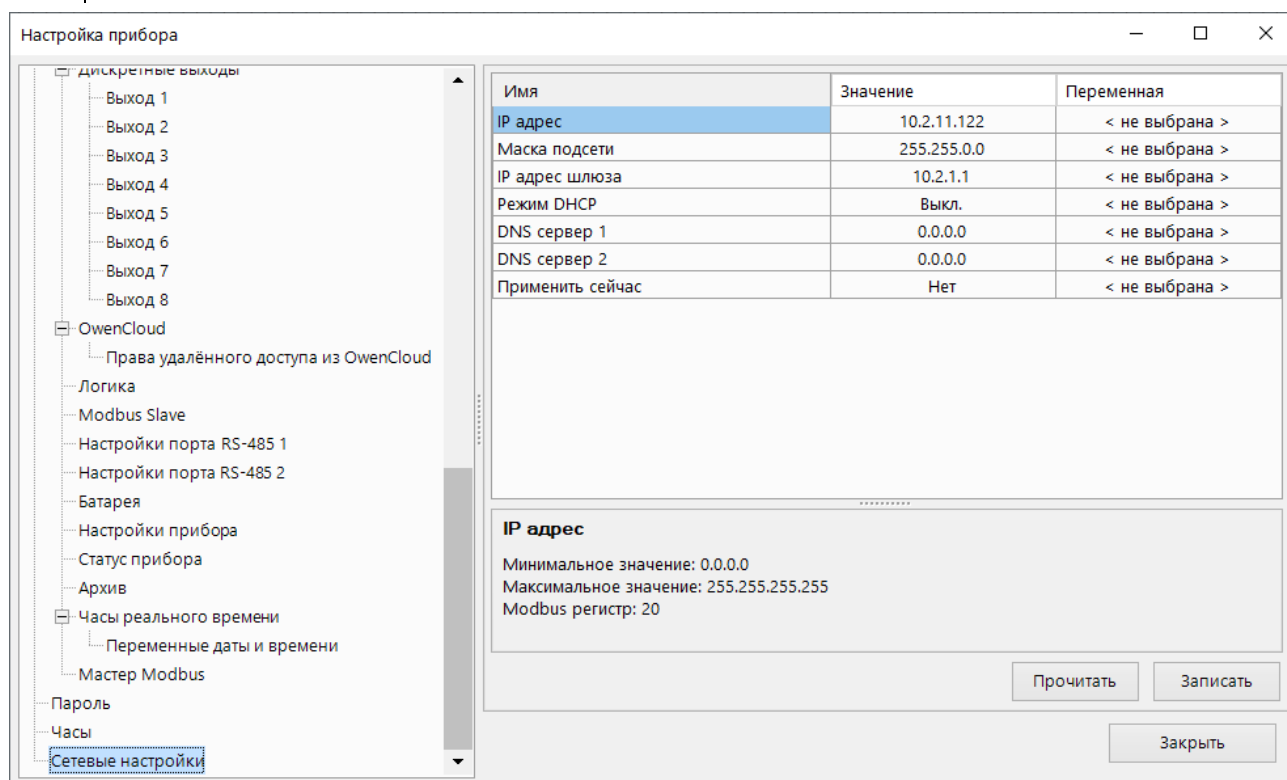 Настройка прибора
Дискретные выходы
Выход 1
Выход 2
Выход 3
Выход 4
Выход 5
Выход 6
Выход 7
Выход 8
OwenCloud
Права удалённого доступа из OwenCloud
Логика
Modbus Slave
Настройки порта RS-485 1
Настройки порта RS-485 2
Батарея
Настройки прибора
Статус прибора
Архив
Часы реального времени
Переменные даты и времени
Мастер Modbus
Пароль
Часы
Сетевые настройки
Имя Значение Переменная
IP адрес 10.2.11.122 < не выбрана >
Маска подсети 255.255.0.0 < не выбрана >
IP адрес шлюза 10.2.1.1 < не выбрана >
Режим DHCP Выкл. < не выбрана >
DNS сервер 1 0.0.0.0 < не выбрана >
DNS сервер 2 0.0.0.0 < не выбрана >
Применить сейчас Нет < не выбрана >
IP адрес
Минимальное значение: 0.0.0.0
Максимальное значение: 255.255.255.255
Modbus регистр: 20
Прочитать Записать
Закрыть